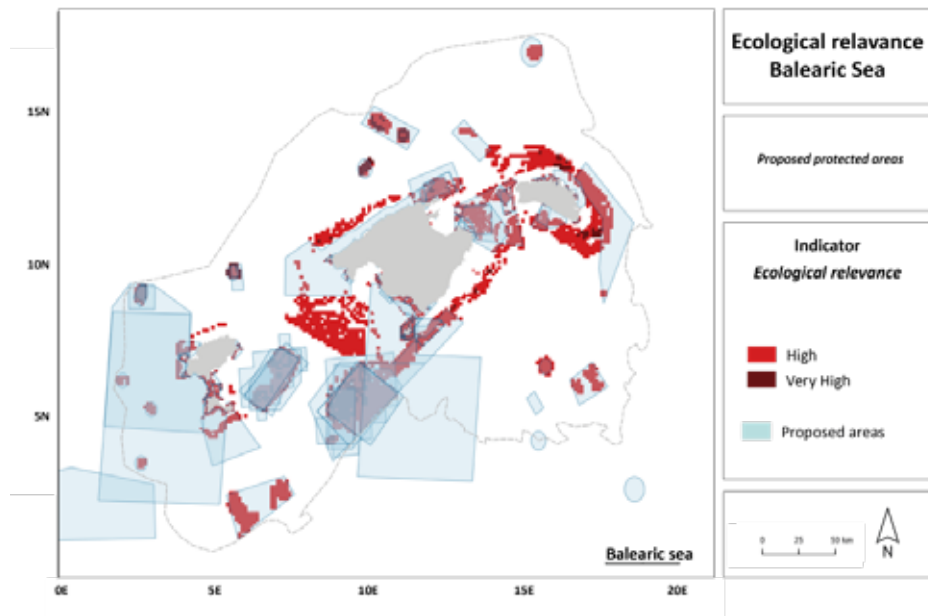 Ecological relavance
Balearic Sea
Proposed protected areas
Indicator
Ecological relevance
High
Very High
Proposed areas
0 25 50 km
N
15N
10N
5N
Balearic sea
0E 5E 10E 15E 20E